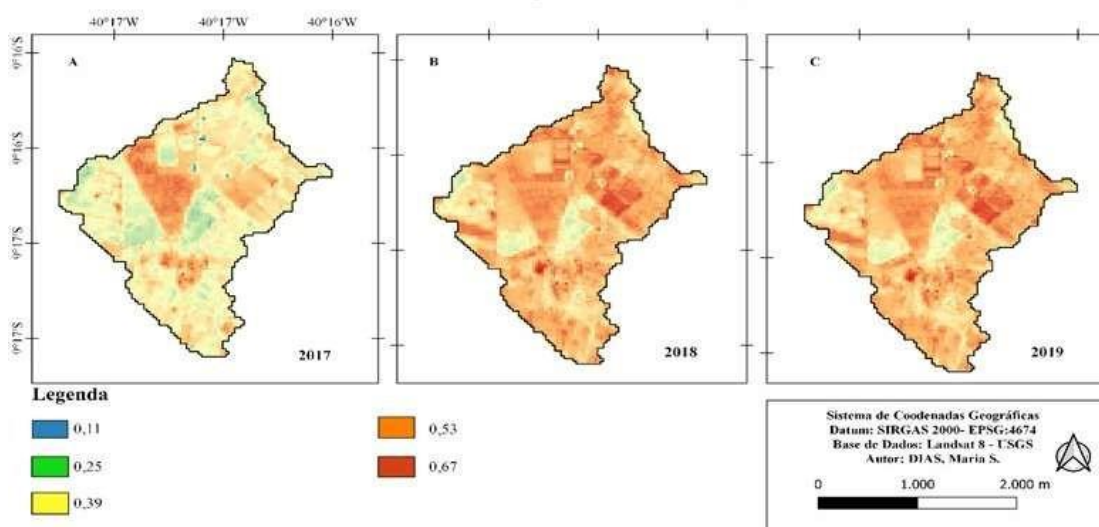 40°17'W 40°17'W 40°16'W
9°16'S
9°16'S
9°17'S
9°17'S
A
2017
B
2018
C
2019
Legenda
0,11
0,25
0,39
0,53
0,67
Sistema de Coodenadas Geográficas
Datum: SIRGAS 2000- EPSG:4674
Base de Dados: Landsat 8 - USGS
Autor: DIAS, Maria S.
0 1.000 2.000 m